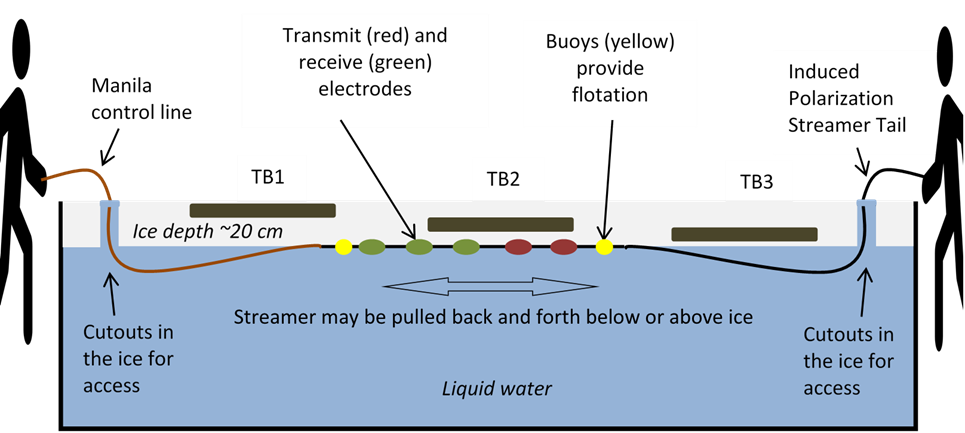 Transmit (red) and
receive (green)
electrodes
Buoys (yellow)
provide
flotation
Manila
control line
Induced
Polarization
Streamer Tail
TB1
TB2
TB3
Ice depth ~20 cm
Streamer may be pulled back and forth below or above ice
Cutouts in
the ice for
access
Cutouts in
the ice for
access
Liquid water